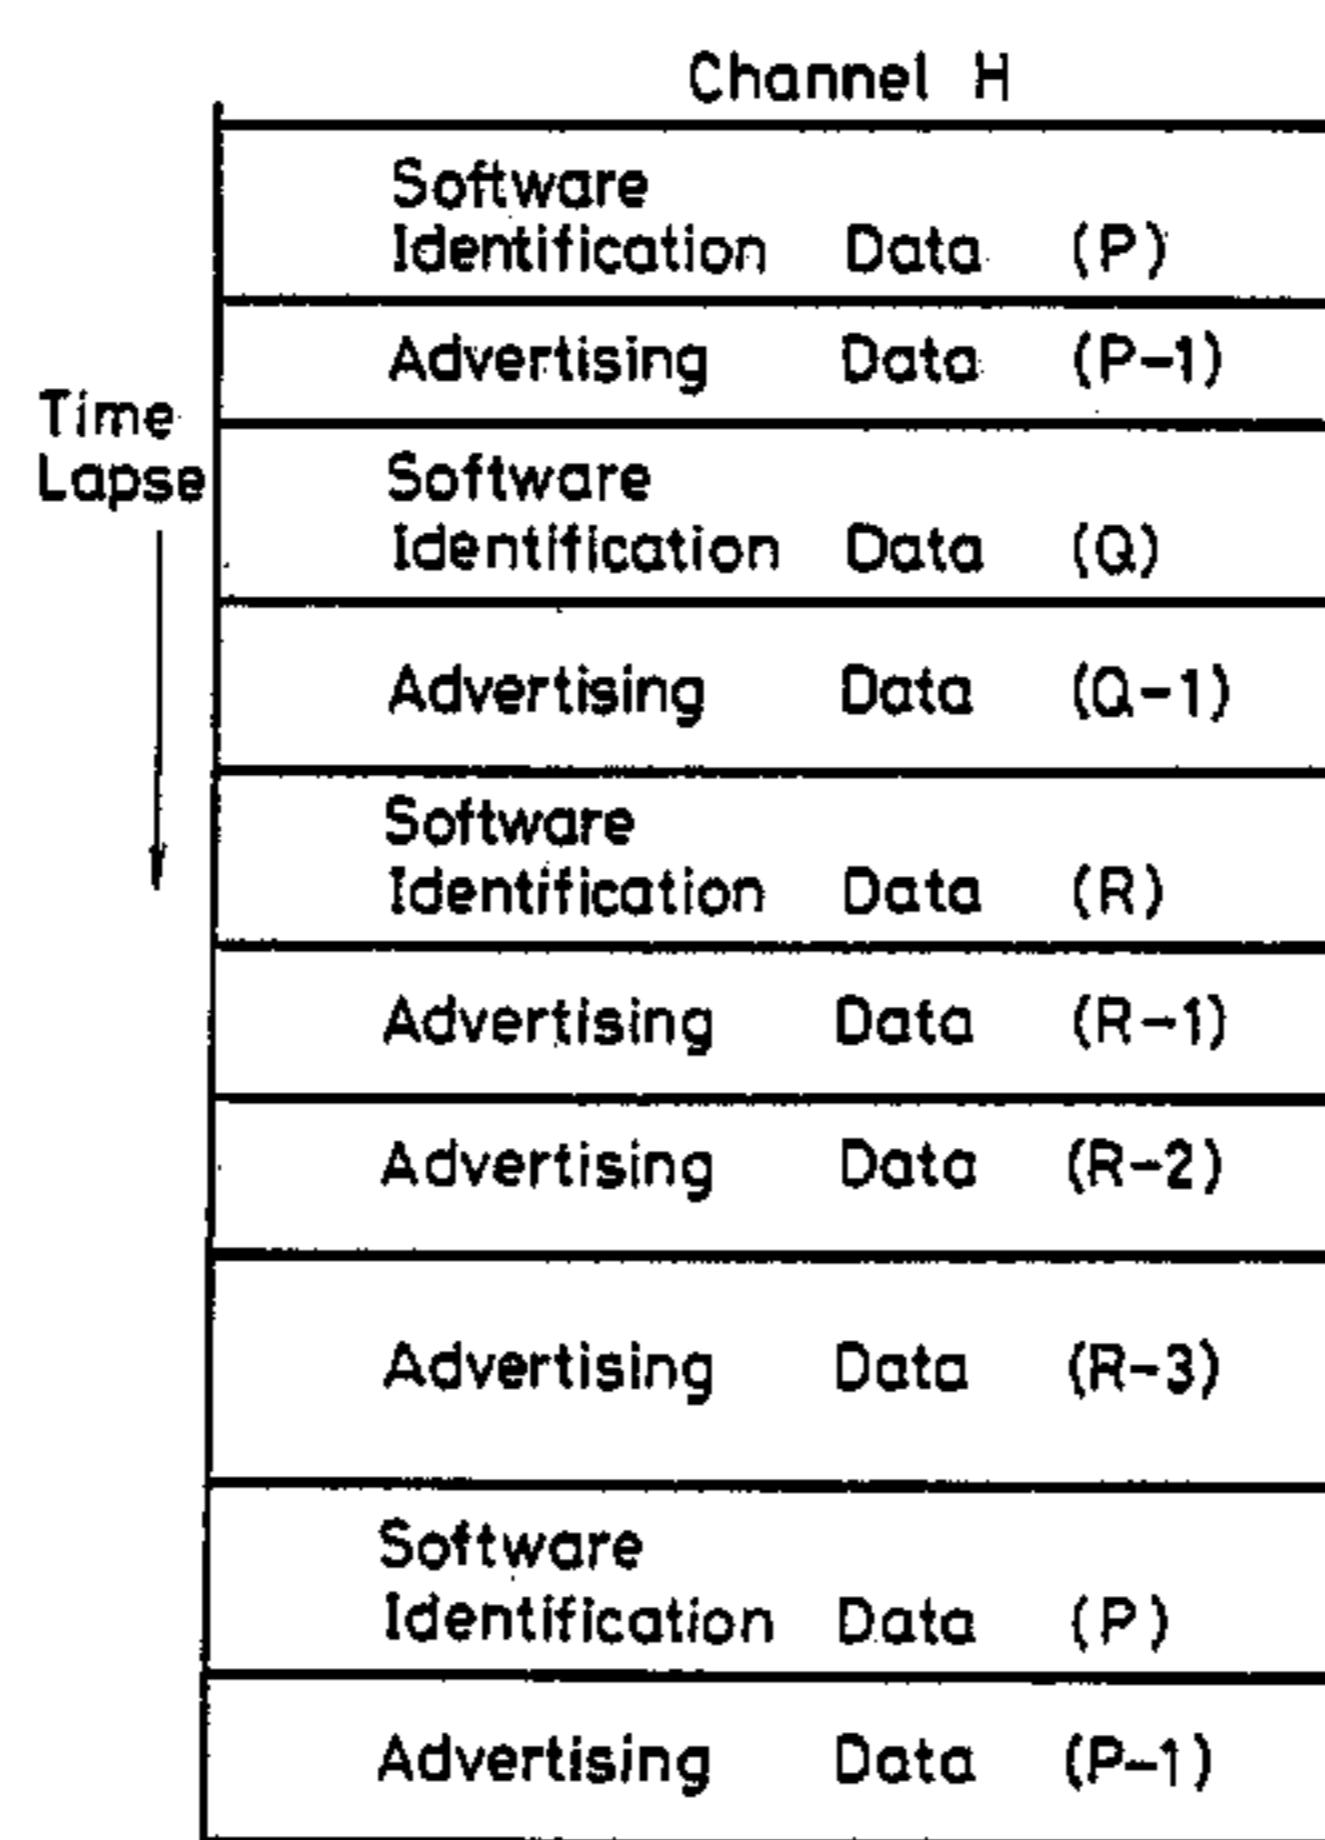 Channel H
Software
Identification Data (P)
Advertising Data (P-1)
Time
Lapse
Software
Identification Data (Q)
Advertising Data (Q-1)
Software
Identification Data (R)
Advertising Data (R-1)
Advertising Data (R-2)
Advertising Data (R-3)
Software
Identification Data (P)
Advertising Data (P-1)